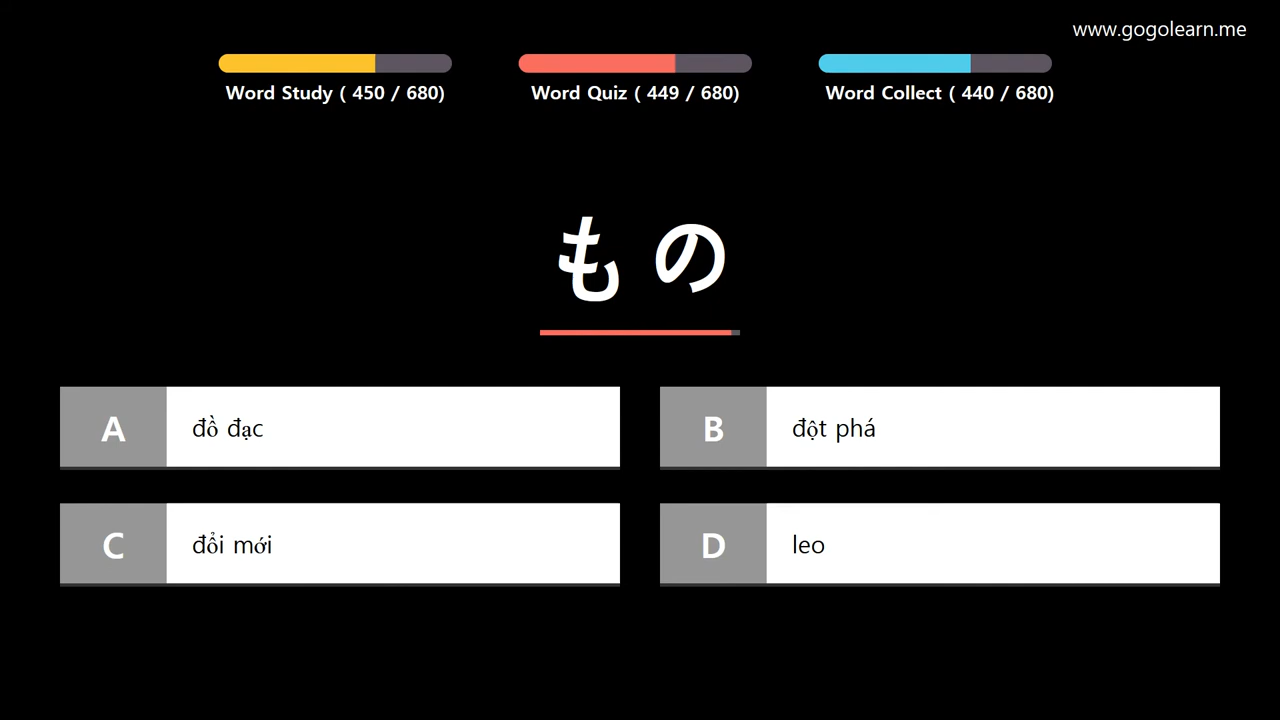 www.gogolearn.me
Word Study ( 450 / 680)
Word Quiz ( 449 / 680)
Word Collect ( 440 / 680)
もの
A đồ đạc
B đột phá
C đổi mới
D leo